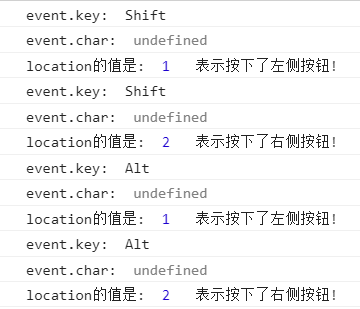 event.key:  Shift
event.char:  undefined
location的值是:  1   表示按下了左侧按钮!
event.key:  Shift
event.char:  undefined
location的值是:  2   表示按下了右侧按钮!
event.key:  Alt
event.char:  undefined
location的值是:  1   表示按下了左侧按钮!
event.key:  Alt
event.char:  undefined
location的值是:  2   表示按下了右侧按钮!